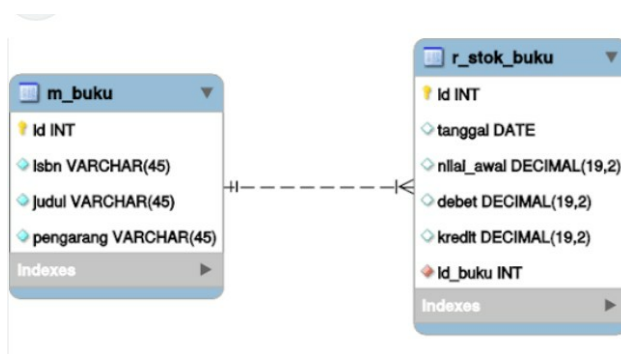 m_buku
id INT
isbn VARCHAR(45)
judul VARCHAR(45)
pengarang VARCHAR(45)
Indexes
r_stok_buku
id INT
tanggal DATE
nilai_awal DECIMAL(19,2)
debet DECIMAL(19,2)
kredit DECIMAL(19,2)
id_buku INT
Indexes